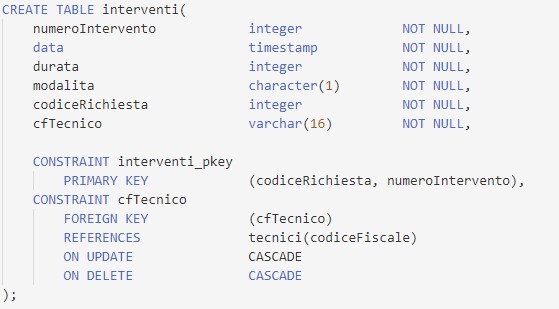 CREATE TABLE interventi(
numeroIntervento integer NOT NULL,
data timestamp NOT NULL,
durata integer NOT NULL,
modalita character(1) NOT NULL,
codiceRichiesta integer NOT NULL,
cfTecnico varchar(16) NOT NULL,
CONSTRAINT interventi_pkey
PRIMARY KEY (codiceRichiesta, numeroIntervento),
CONSTRAINT cfTecnico
FOREIGN KEY (cfTecnico)
REFERENCES tecnici(codiceFiscale)
ON UPDATE CASCADE
ON DELETE CASCADE
);